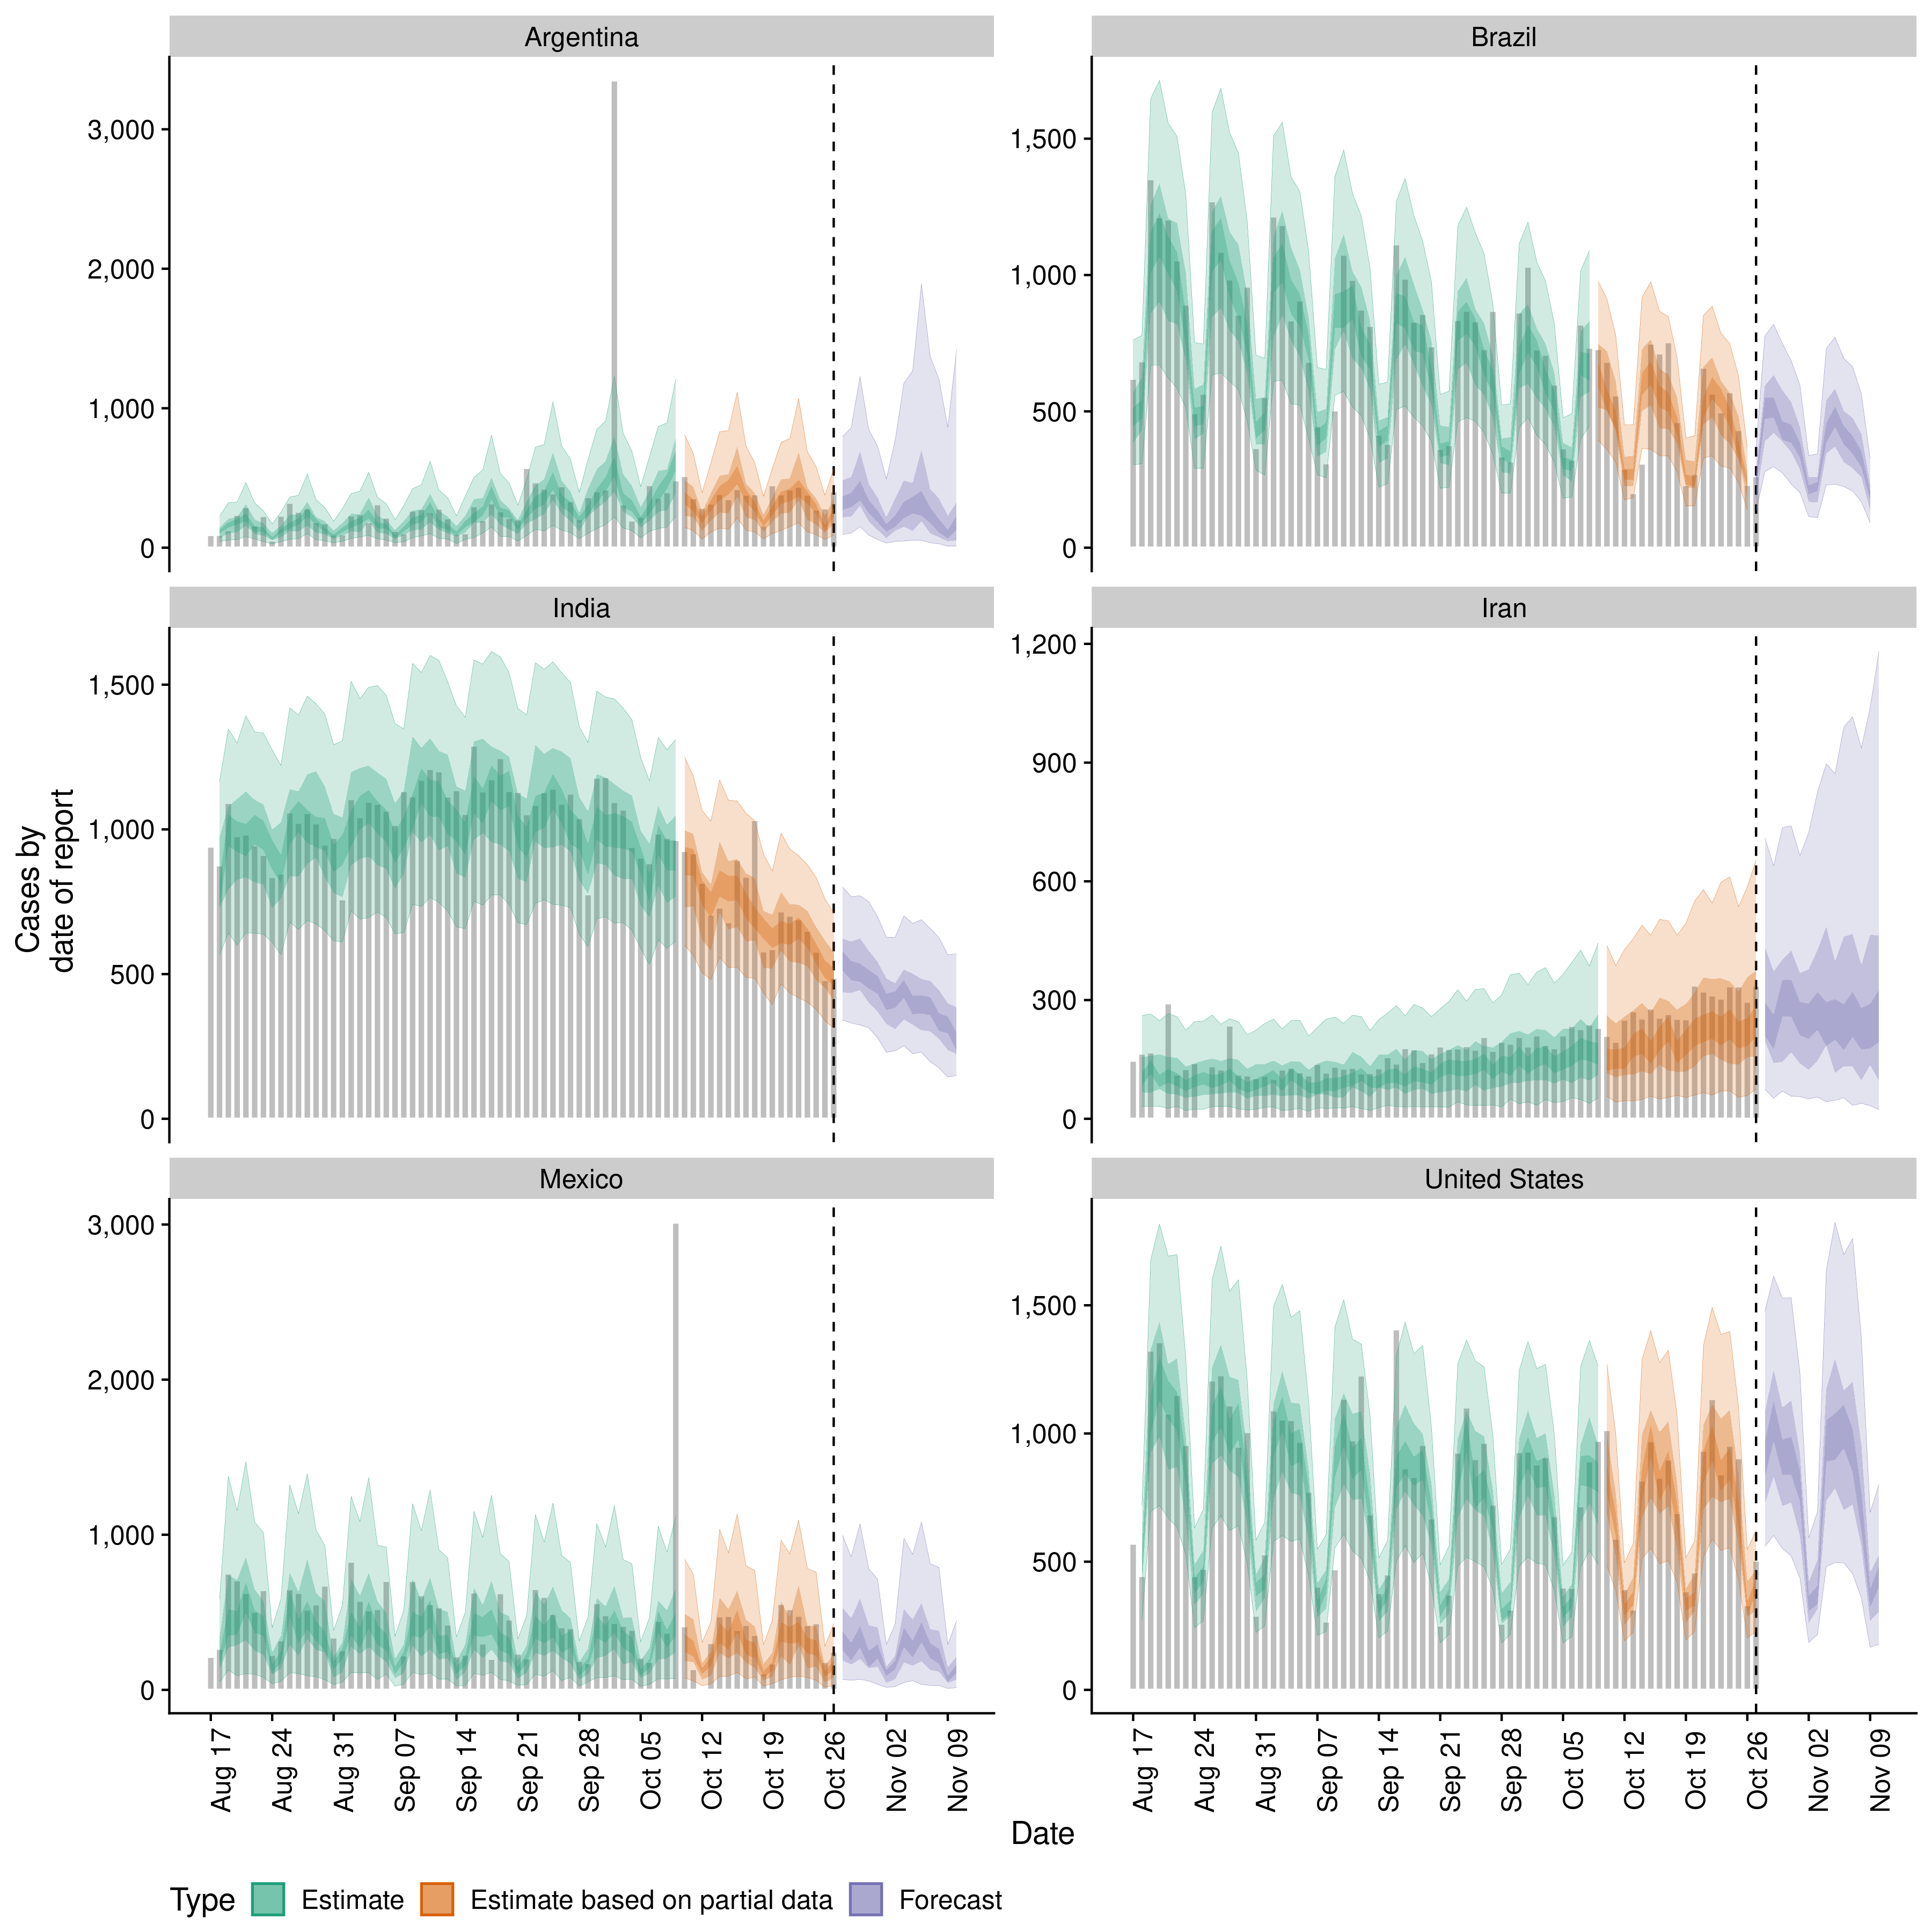 Argentina
Brazil
3,000
2,000
1,000
0
1,500
1,000
500
0
India
Iran
1,500
1,000
500
0
1,200
900
600
300
0
Mexico
United States
3,000
2,000
1,000
0
1,500
1,000
500
0
Cases by
date of report
Aug 17
Aug 24
Aug 31
Sep 07
Sep 14
Sep 21
Sep 28
Oct 05
Oct 12
Oct 19
Oct 26
Nov 02
Nov 09
Aug 17
Aug 24
Aug 31
Sep 07
Sep 14
Sep 21
Sep 28
Oct 05
Oct 12
Oct 19
Oct 26
Nov 02
Nov 09
Date
Type Estimate Estimate based on partial data Forecast